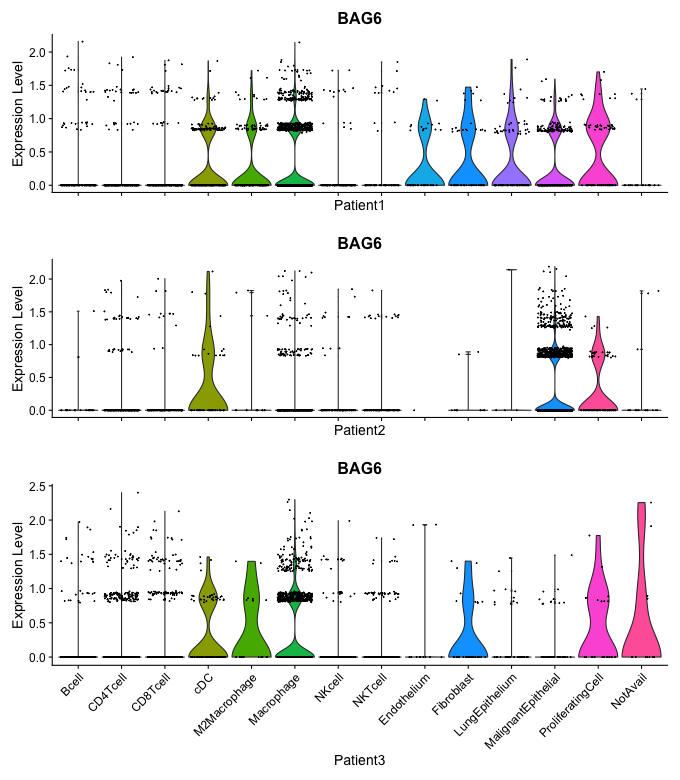 BAG6
Expression Level
2.0
1.5
1.0
0.5
0.0
Patient1
BAG6
Expression Level
2.0
1.5
1.0
0.5
0.0
Patient2
BAG6
Expression Level
2.5
2.0
1.5
1.0
0.5
0.0
Bcell
CD4Tcell
CD8Tcell
cDC
M2Macrophage
Macrophage
NKcell
NKTcell
Endothelium
Fibroblast
LungEpithelium
MalignantEpithelial
ProliferatingCell
NotAvail
Patient3